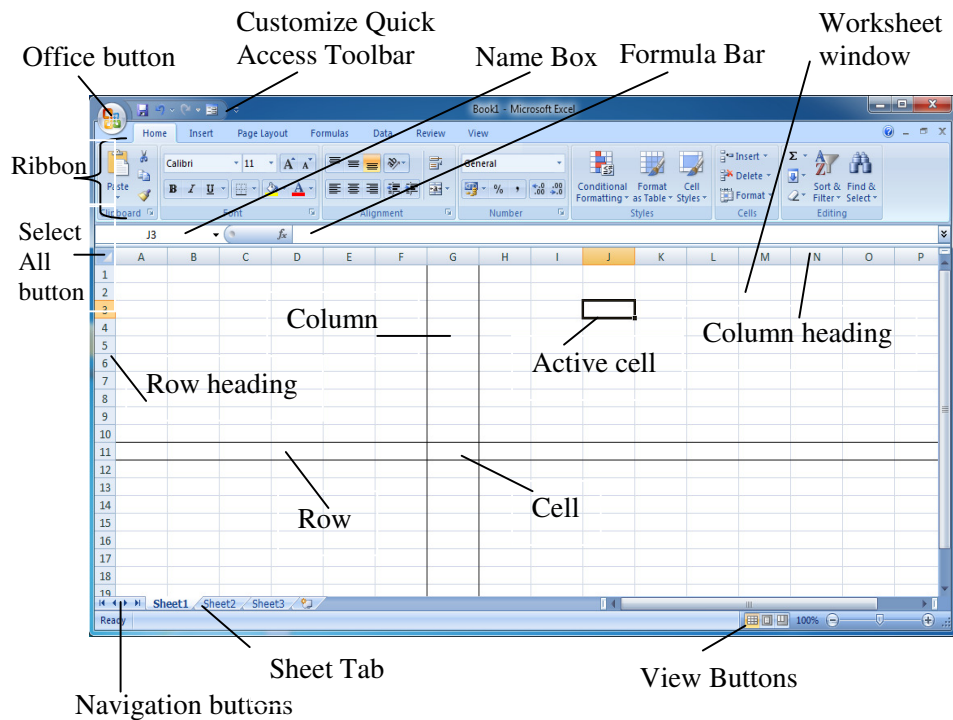 Customize Quick
Access Toolbar
Worksheet
window
Office button
Name Box
Formula Bar
Book1 - Microsoft Excel
Home Insert Page Layout Formulas Data Review View
Ribbon
Calibri 11 A A General
Paste
B I U % , .0 .00 .00 .0
Conditional Formatting
Format as Table
Cell Styles
Insert
Delete
Format
Σ
Sort & Filter
Find & Select
Clipboard Font Alignment Number Styles Cells Editing
Select
All
button
J3 fx
A B C D E F G H I J K L M N O P
1
2
3
4
5
6
7
8
9
10
11
12
13
14
15
16
17
18
19
Column
Active cell
Column heading
Row heading
Row
Cell
Sheet1 Sheet2 Sheet3
Ready 100%
Sheet Tab
View Buttons
Navigation buttons